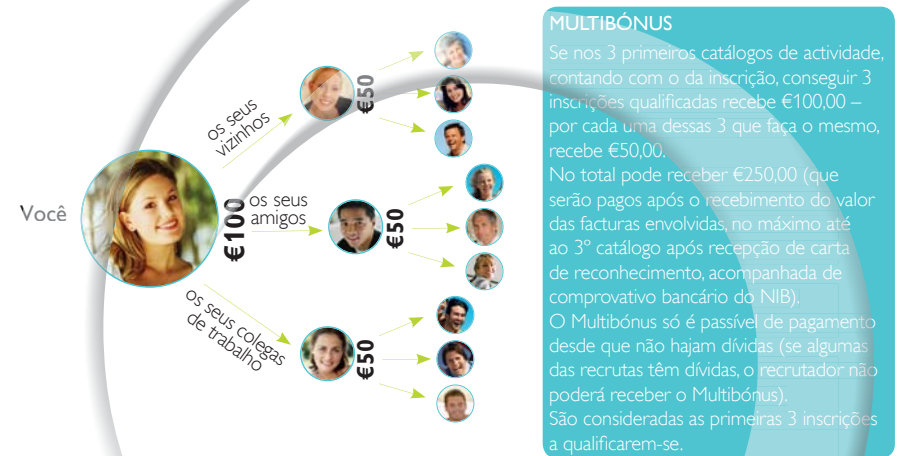 Você
€100
os seus
vizinhos
€50
os seus
amigos
€50
os seus colegas
de trabalho
€50
MULTIBÓNUS
Se nos 3 primeiros catálogos de actividade,
contando com o da inscrição, conseguir 3
inscrições qualificadas recebe €100,00 –
por cada uma dessas 3 que faça o mesmo,
recebe €50,00.
No total pode receber €250,00 (que
serão pagos após o recebimento do valor
das facturas envolvidas, no máximo até
ao 3º catálogo após recepção de carta
de reconhecimento, acompanhada de
comprovativo bancário do NIB).
O Multibónus só é passível de pagamento
desde que não hajam dívidas (se algumas
das recrutas têm dívidas, o recrutador não
poderá receber o Multibónus).
São consideradas as primeiras 3 inscrições
a qualificarem-se.